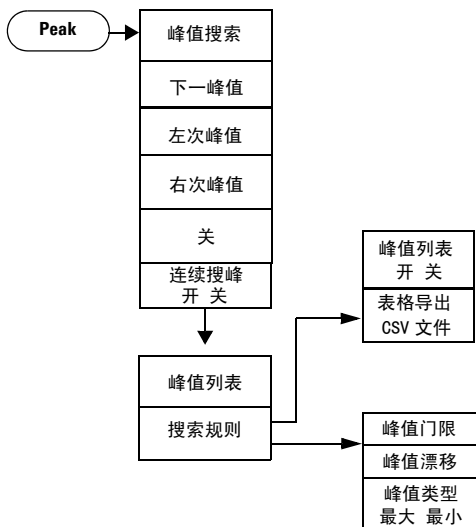 Peak
峰值搜索
下一峰值
左次峰值
右次峰值
关
连续搜峰
开 关
峰值列表
搜索规则
峰值列表
开 关
表格导出
CSV 文件
峰值门限
峰值漂移
峰值类型
最大 最小